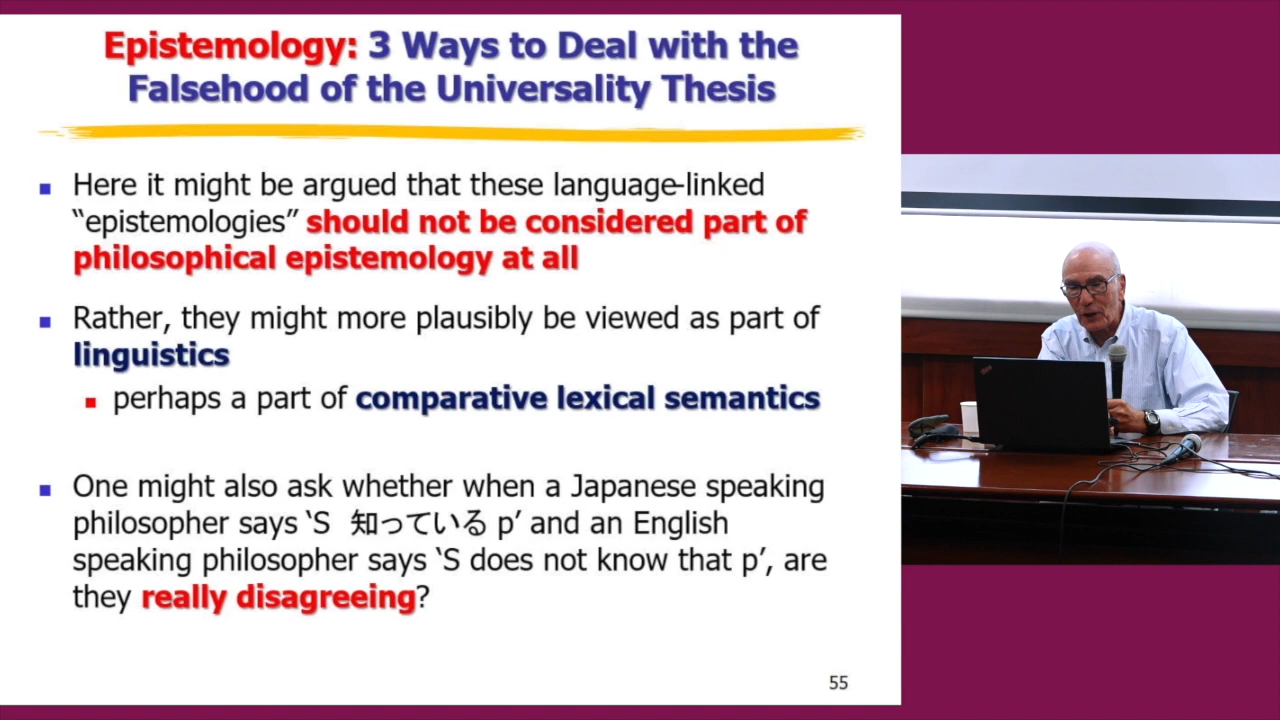 Epistemology: 3 Ways to Deal with the
Falsehood of the Universality Thesis
Here it might be argued that these language-linked
“epistemologies” should not be considered part of
philosophical epistemology at all
Rather, they might more plausibly be viewed as part of
linguistics
perhaps a part of comparative lexical semantics
One might also ask whether when a Japanese speaking
philosopher says ‘S 知っている p’ and an English
speaking philosopher says ‘S does not know that p’, are
they really disagreeing?
55